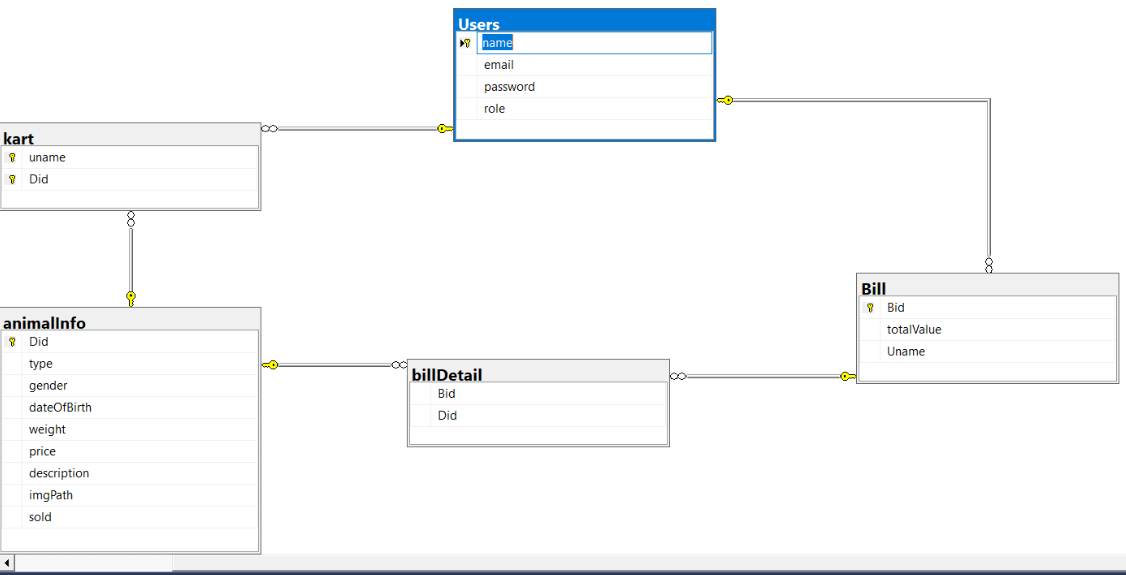 Users
name
email
password
role
kart
uname
Did
animalInfo
Did
type
gender
dateOfBirth
weight
price
description
imgPath
sold
billDetail
Bid
Did
Bill
Bid
totalValue
Uname